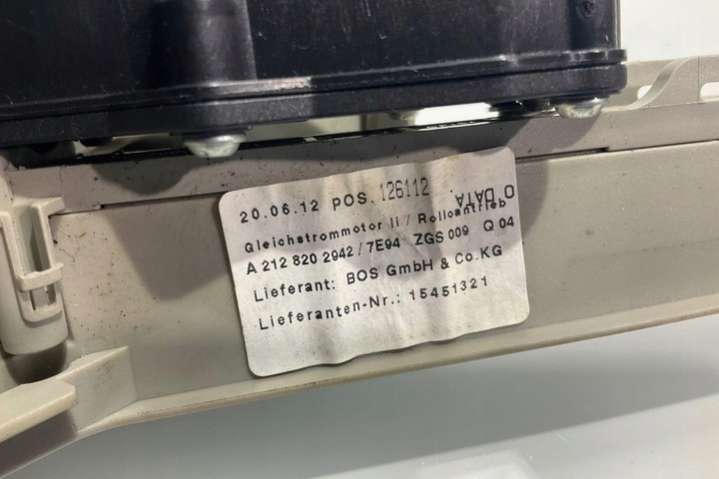 20.06.12 POS. 126112
O DATA.
Gleichstrommotor II / Rolloantrieb
A 212 820 2942 / 7E94 ZGS 009 Q 04
Lieferant: BOS GmbH & Co.KG
Lieferanten-Nr.: 15451321